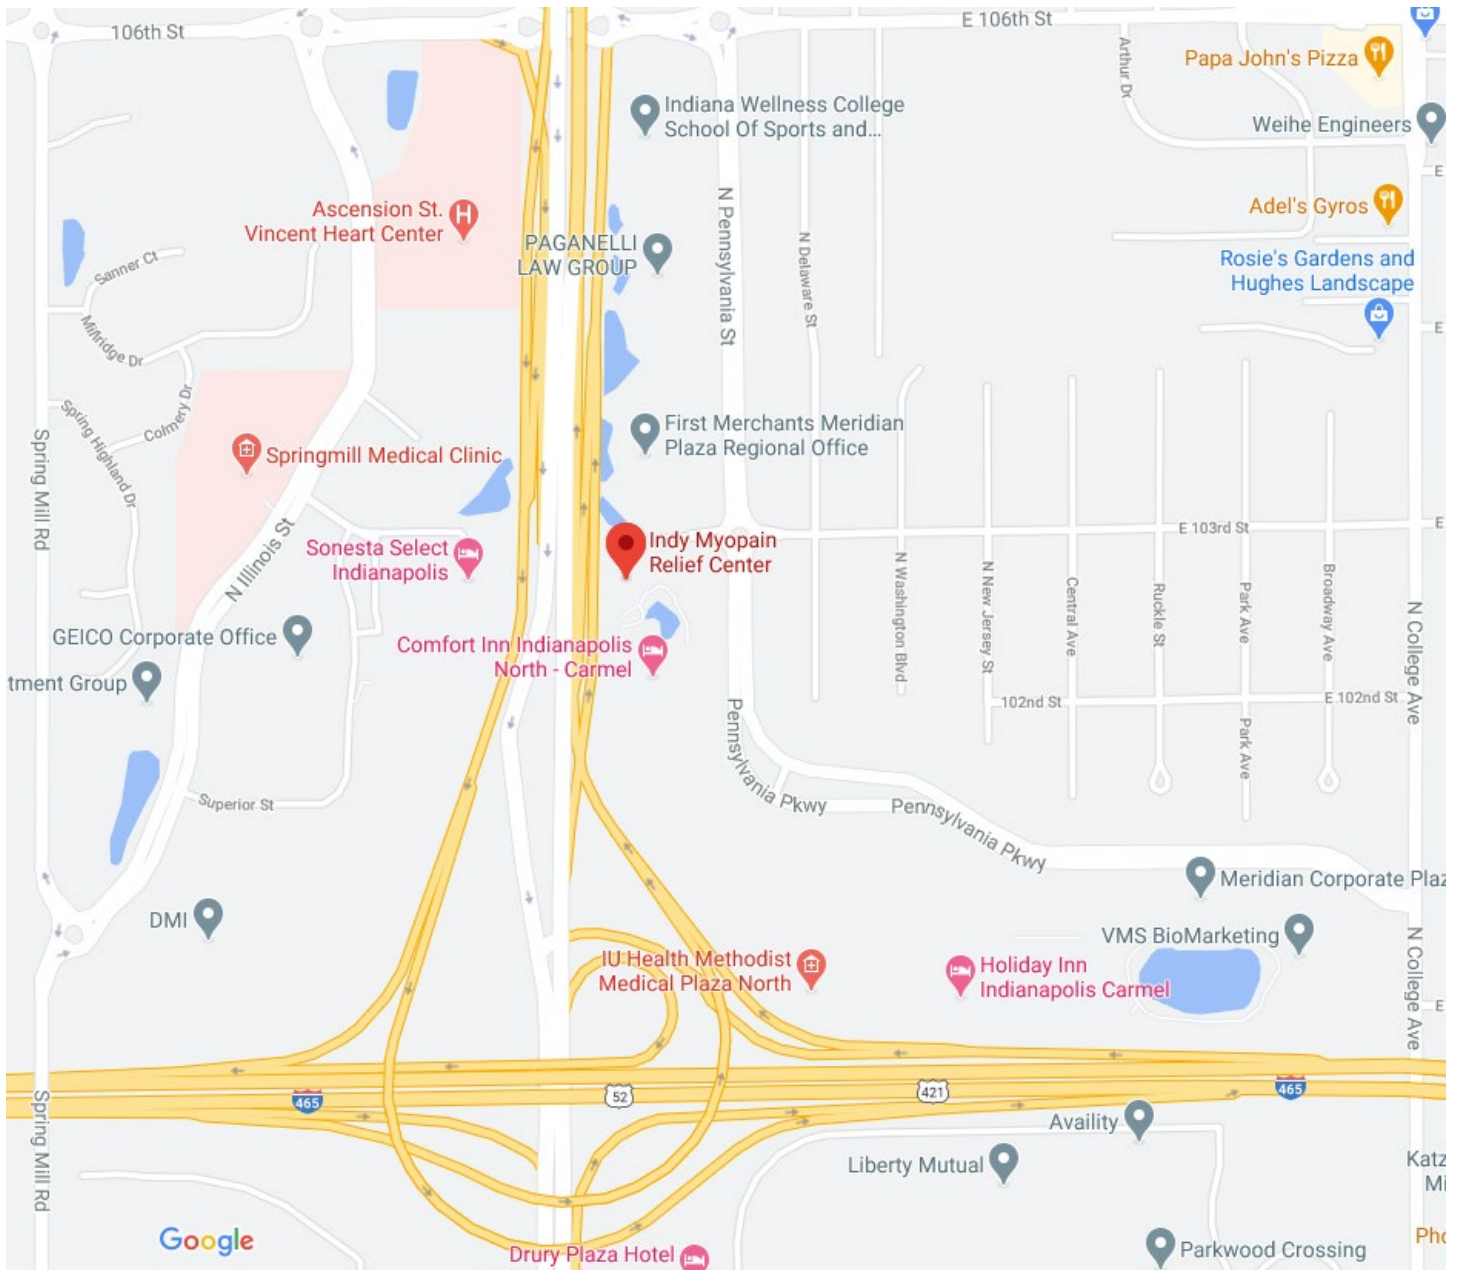 106th St
E 106th St
Arthur Dr
Papa John's Pizza
Indiana Wellness College
School Of Sports and...
Weihe Engineers
E
Ascension St.
Vincent Heart Center
N Pennsylvania St
N Delaware St
Adel's Gyros
PAGANELLI
LAW GROUP
Rosie's Gardens and
Hughes Landscape
Sanner Ct
Millridge Dr
E
Colmery Dr
Spring Highland Dr
Spring Mill Rd
First Merchants Meridian
Plaza Regional Office
Springmill Medical Clinic
N Illinois St
E 103rd St
E
Indy Myopain
Relief Center
Sonesta Select
Indianapolis
N Washington Blvd
N New Jersey St
Central Ave
Ruckle St
Park Ave
Broadway Ave
N College Ave
GEICO Corporate Office
Comfort Inn Indianapolis
North - Carmel
tment Group
102nd St
E 102nd St
Pennsylvania Pkwy
Park Ave
Superior St
Pennsylvania Pkwy
Meridian Corporate Plaz
DMI
VMS BioMarketing
N College Ave
IU Health Methodist
Medical Plaza North
Holiday Inn
Indianapolis Carmel
E
465
52
421
465
Spring Mill Rd
Availity
Liberty Mutual
Katz
Mi
Google
Drury Plaza Hotel
Parkwood Crossing
Pho